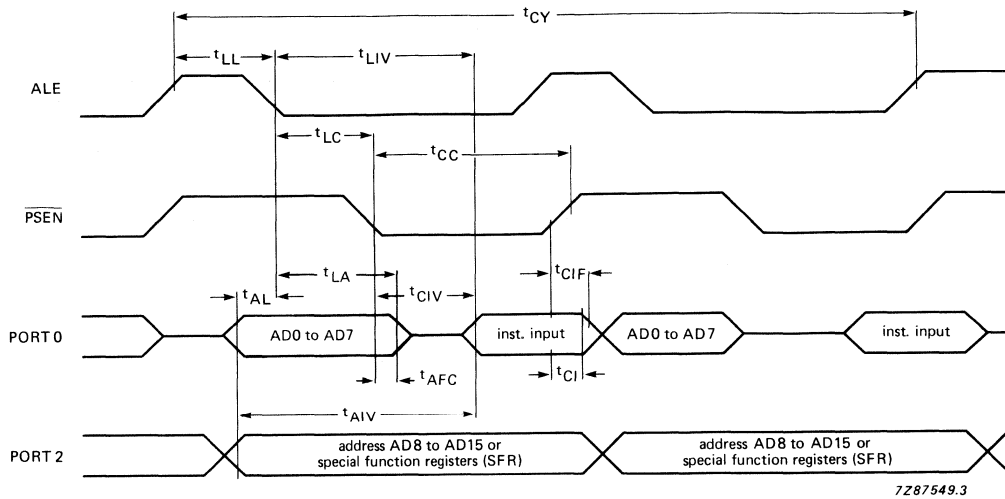 tCY
tLL
tLIV
ALE
tLC
tCC
PSEN
tLA
tCIF
tAL
tCIV
PORT 0
AD0 to AD7
inst. input
AD0 to AD7
inst. input
tAFC
tCI
tAIV
PORT 2
address AD8 to AD15 or
special function registers (SFR)
address AD8 to AD15 or
special function registers (SFR)
7Z87549.3